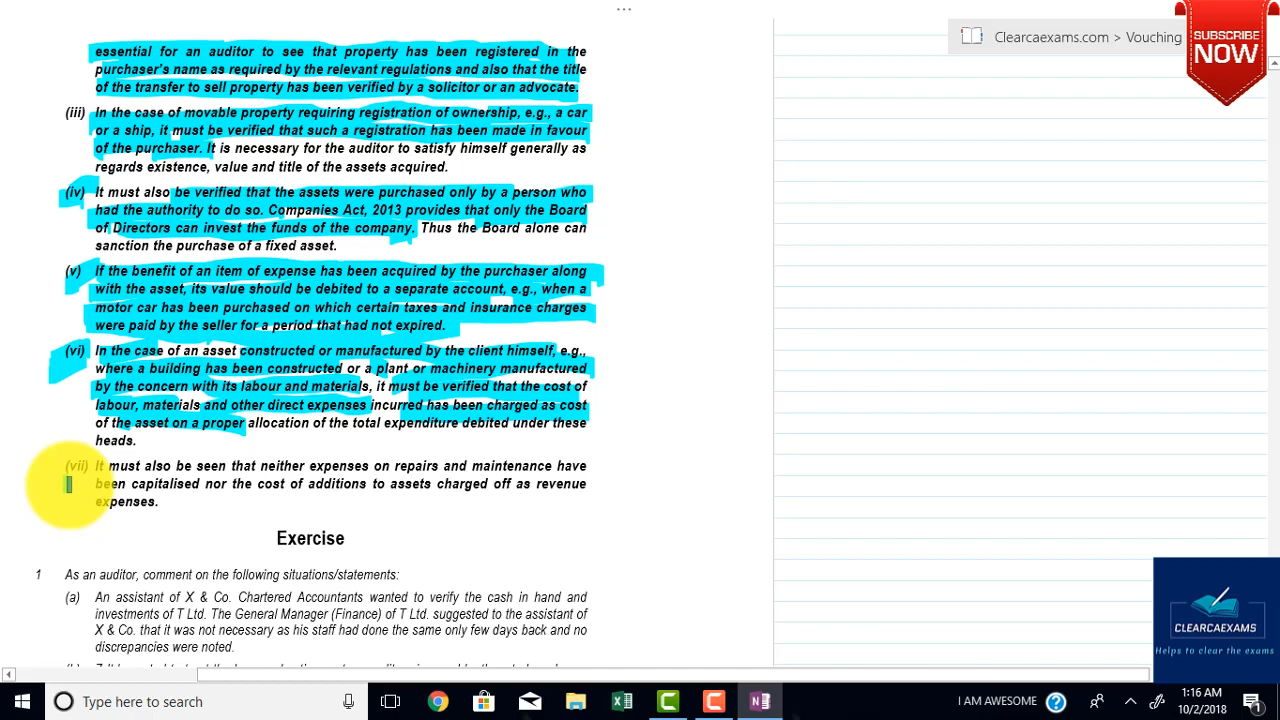 ...
Clearcaexams.com > Vouching
SUBSCRIBE
NOW
essential for an auditor to see that property has been registered in the
purchaser's name as required by the relevant regulations and also that the title
of the transfer to sell property has been verified by a solicitor or an advocate.
(iii) In the case of movable property requiring registration of ownership, e.g., a car
or a ship, it must be verified that such a registration has been made in favour
of the purchaser. It is necessary for the auditor to satisfy himself generally as
regards existence, value and title of the assets acquired.
(iv) It must also be verified that the assets were purchased only by a person who
had the authority to do so. Companies Act, 2013 provides that only the Board
of Directors can invest the funds of the company. Thus the Board alone can
sanction the purchase of a fixed asset.
(v) If the benefit of an item of expense has been acquired by the purchaser along
with the asset, its value should be debited to a separate account, e.g., when a
motor car has been purchased on which certain taxes and insurance charges
were paid by the seller for a period that had not expired.
(vi) In the case of an asset constructed or manufactured by the client himself, e.g.,
where a building has been constructed or a plant or machinery manufactured
by the concern with its labour and materials, it must be verified that the cost of
labour, materials and other direct expenses incurred has been charged as cost
of the asset on a proper allocation of the total expenditure debited under these
heads.
(vii) It must also be seen that neither expenses on repairs and maintenance have
been capitalised nor the cost of additions to assets charged off as revenue
expenses.
Exercise
1 As an auditor, comment on the following situations/statements:
(a) An assistant of X & Co. Chartered Accountants wanted to verify the cash in hand and
investments of T Ltd. The General Manager (Finance) of T Ltd. suggested to the assistant of
X & Co. that it was not necessary as his staff had done the same only few days back and no
discrepancies were noted.
CLEARCAEXAMS
Helps to clear the exams
Type here to search
I AM AWESOME
1:16 AM
10/2/2018
1